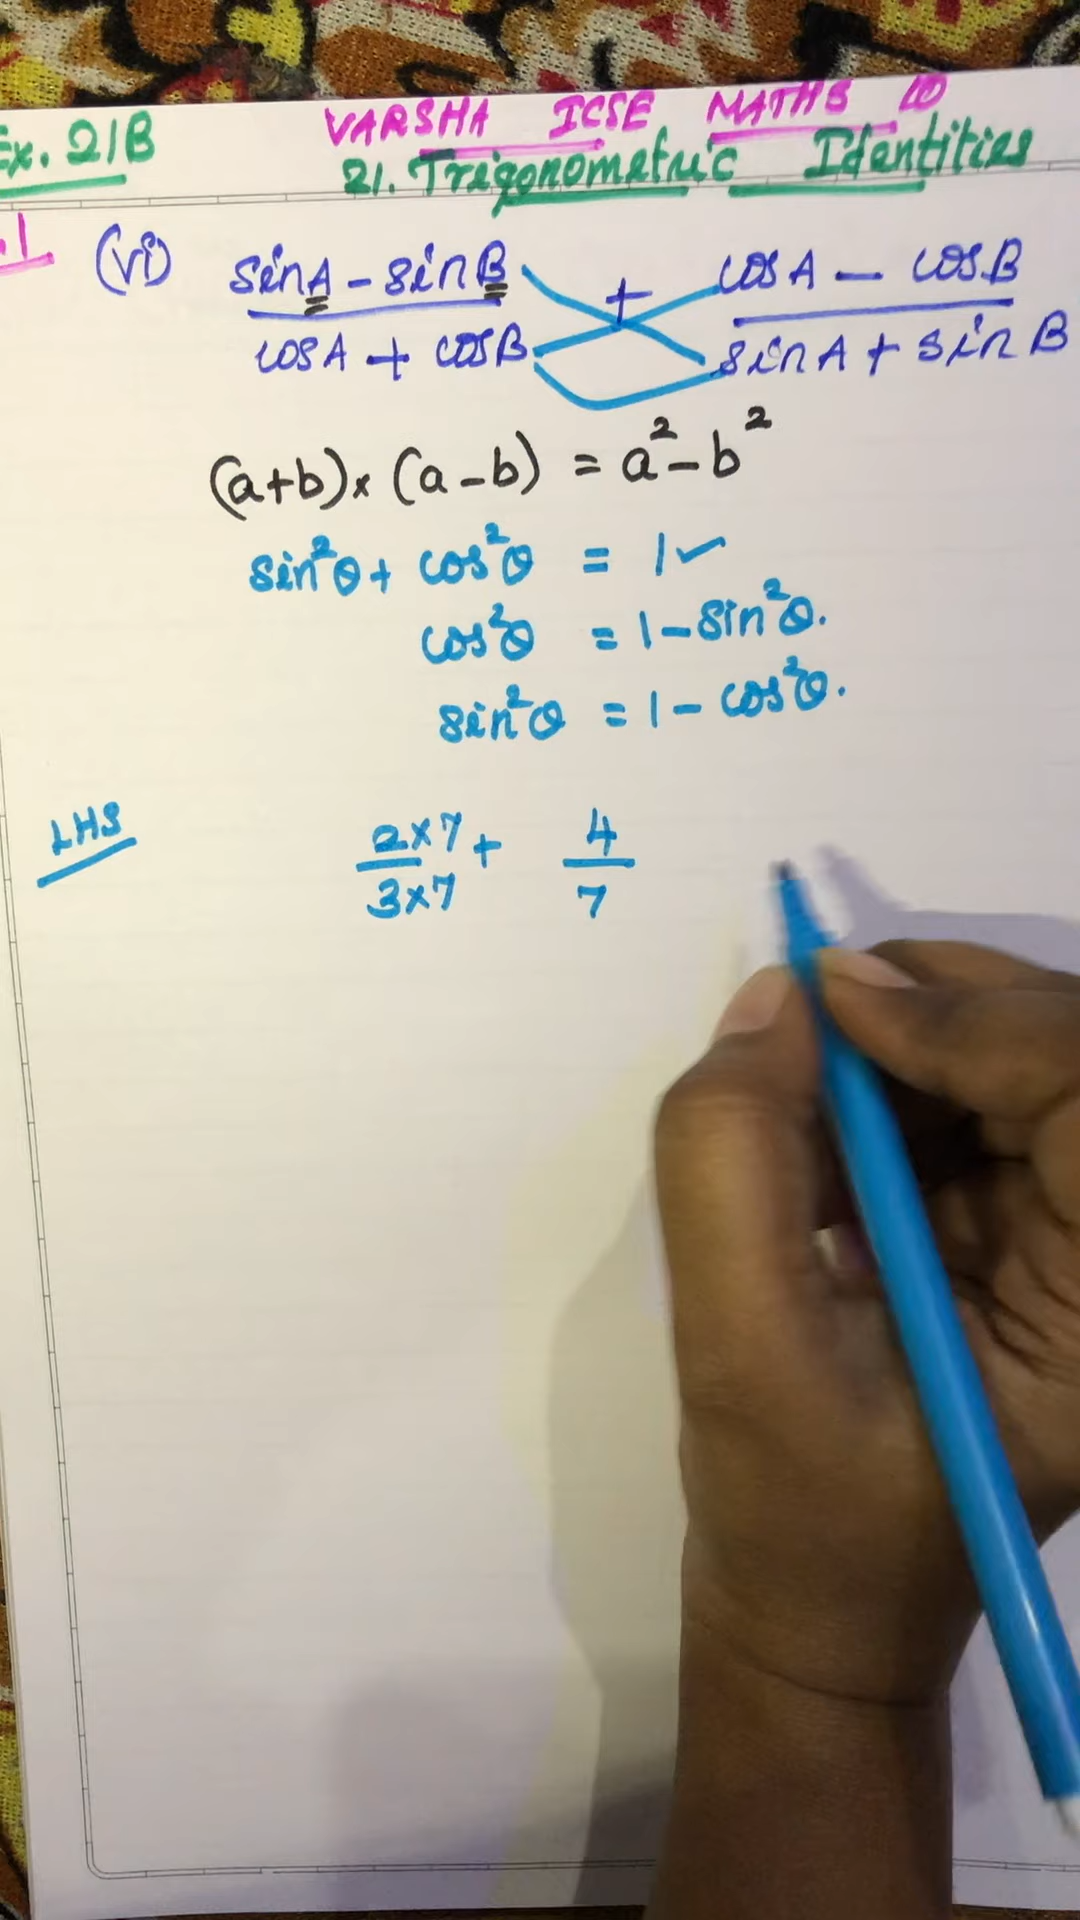 VARSHA ICSE MATHS 10
Ex. 21B 21. Trigonometric Identities
.1 (vi) sinA - sinB + cosA - cosB
cosA + cosB sinA + sinB
(a+b)×(a-b) = a²-b²
sin²θ + cos²θ = 1 ✓
cos²θ = 1 - sin²θ.
sin²θ = 1 - cos²θ.
LHS 2×7 + 4
3×7 7